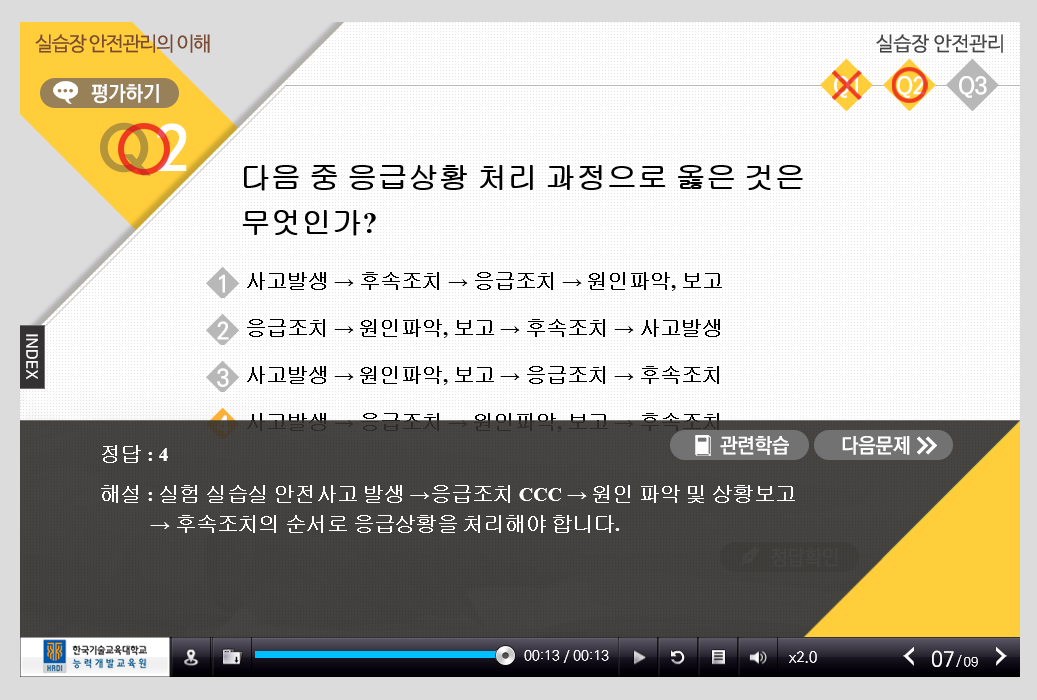 실습장 안전관리의 이해
실습장 안전관리
평가하기
Q1 Q2 Q3
Q2
다음 중 응급상황 처리 과정으로 옳은 것은
무엇인가?
1 사고발생 → 후속조치 → 응급조치 → 원인파악, 보고
2 응급조치 → 원인파악, 보고 → 후속조치 → 사고발생
INDEX
3 사고발생 → 원인파악, 보고 → 응급조치 → 후속조치
4 사고발생 → 응급조치 → 원인파악, 보고 → 후속조치
관련학습 다음문제
정답 : 4
해설 : 실험 실습실 안전사고 발생 →응급조치 CCC → 원인 파악 및 상황보고
→ 후속조치의 순서로 응급상황을 처리해야 합니다.
정답확인
HRDI 한국기술교육대학교
능력개발교육원
00:13 / 00:13 x2.0 07/09